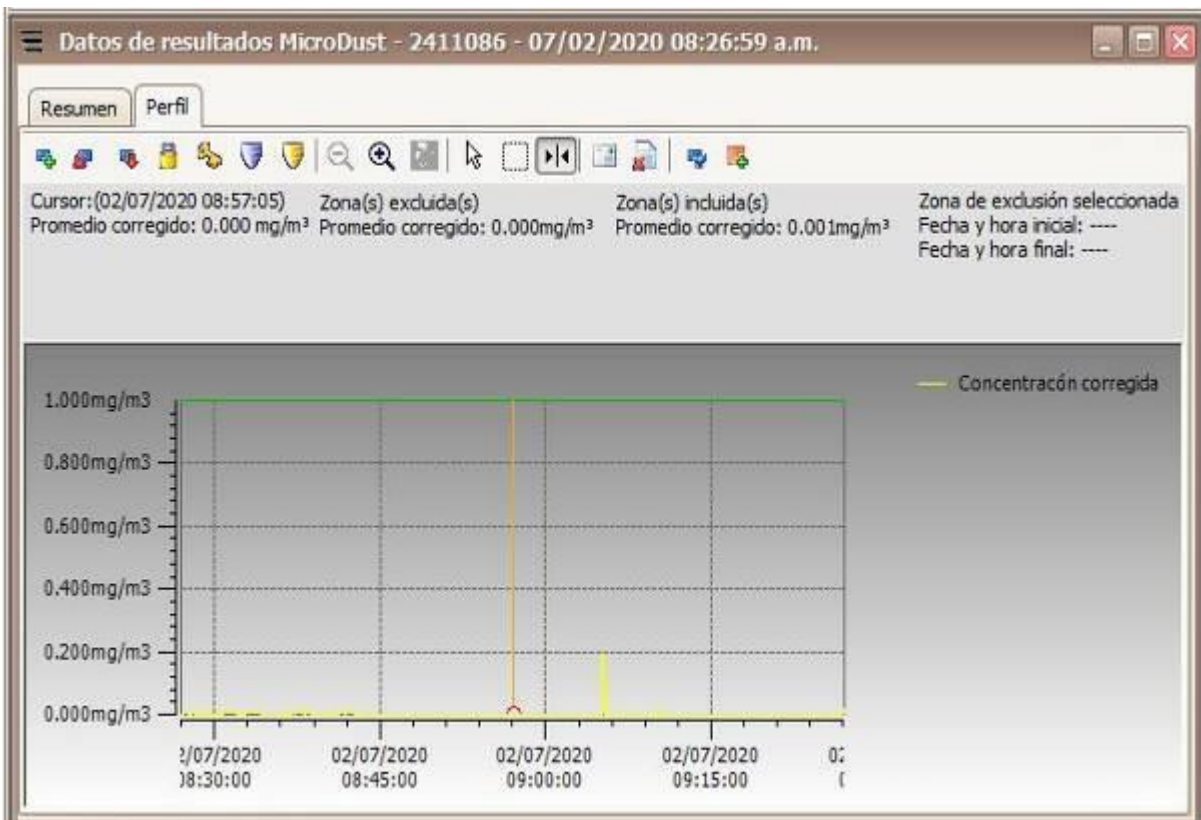 Datos de resultados MicroDust - 2411086 - 07/02/2020 08:26:59 a.m.
Resumen Perfil
Cursor:(02/07/2020 08:57:05) Zona(s) excluida(s) Zona(s) incluida(s) Zona de exclusión seleccionada
Promedio corregido: 0.000 mg/m³ Promedio corregido: 0.000mg/m³ Promedio corregido: 0.001mg/m³ Fecha y hora inicial: ----
Fecha y hora final: ----
Concentracón corregida
1.000mg/m3
0.800mg/m3
0.600mg/m3
0.400mg/m3
0.200mg/m3
0.000mg/m3
2/07/2020 02/07/2020 02/07/2020 02/07/2020
08:45:00 09:00:00 09:15:00